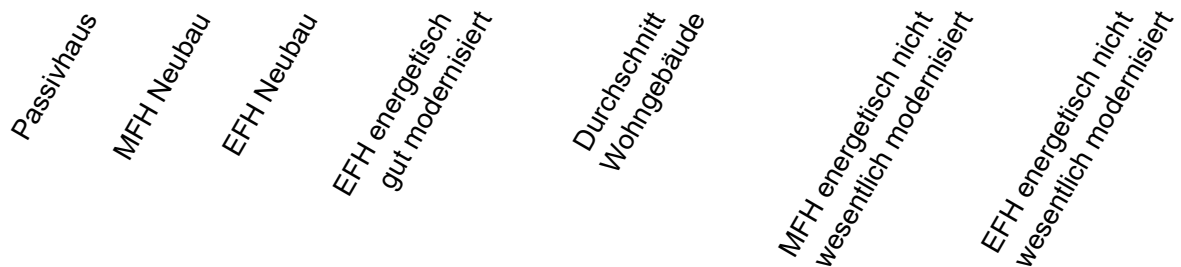 Passivhaus
MFH Neubau
EFH Neubau
EFH energetisch
gut modernisiert
Durchschnitt
Wohngebäude
MFH energetisch nicht
wesentlich modernisiert
EFH energetisch nicht
wesentlich modernisiert